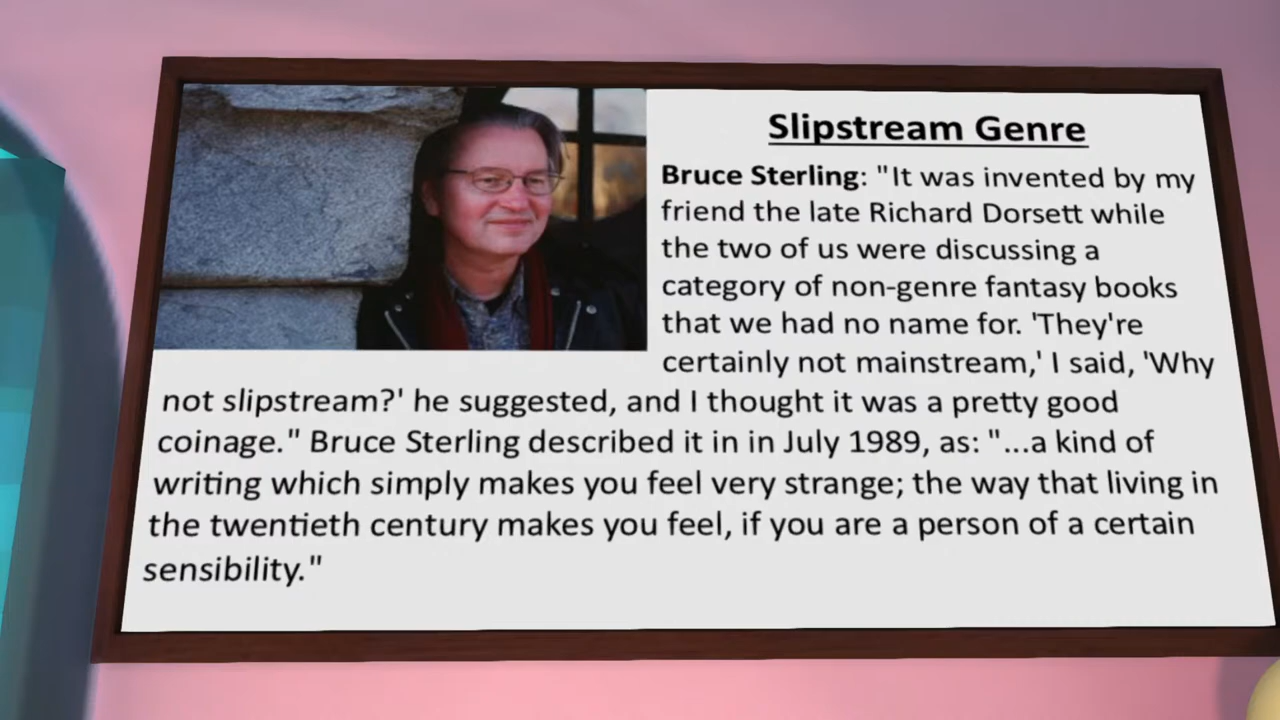 Slipstream Genre
Bruce Sterling: "It was invented by my
friend the late Richard Dorsett while
the two of us were discussing a
category of non-genre fantasy books
that we had no name for. 'They're
certainly not mainstream,' I said, 'Why
not slipstream?' he suggested, and I thought it was a pretty good
coinage." Bruce Sterling described it in in July 1989, as: "...a kind of
writing which simply makes you feel very strange; the way that living in
the twentieth century makes you feel, if you are a person of a certain
sensibility."